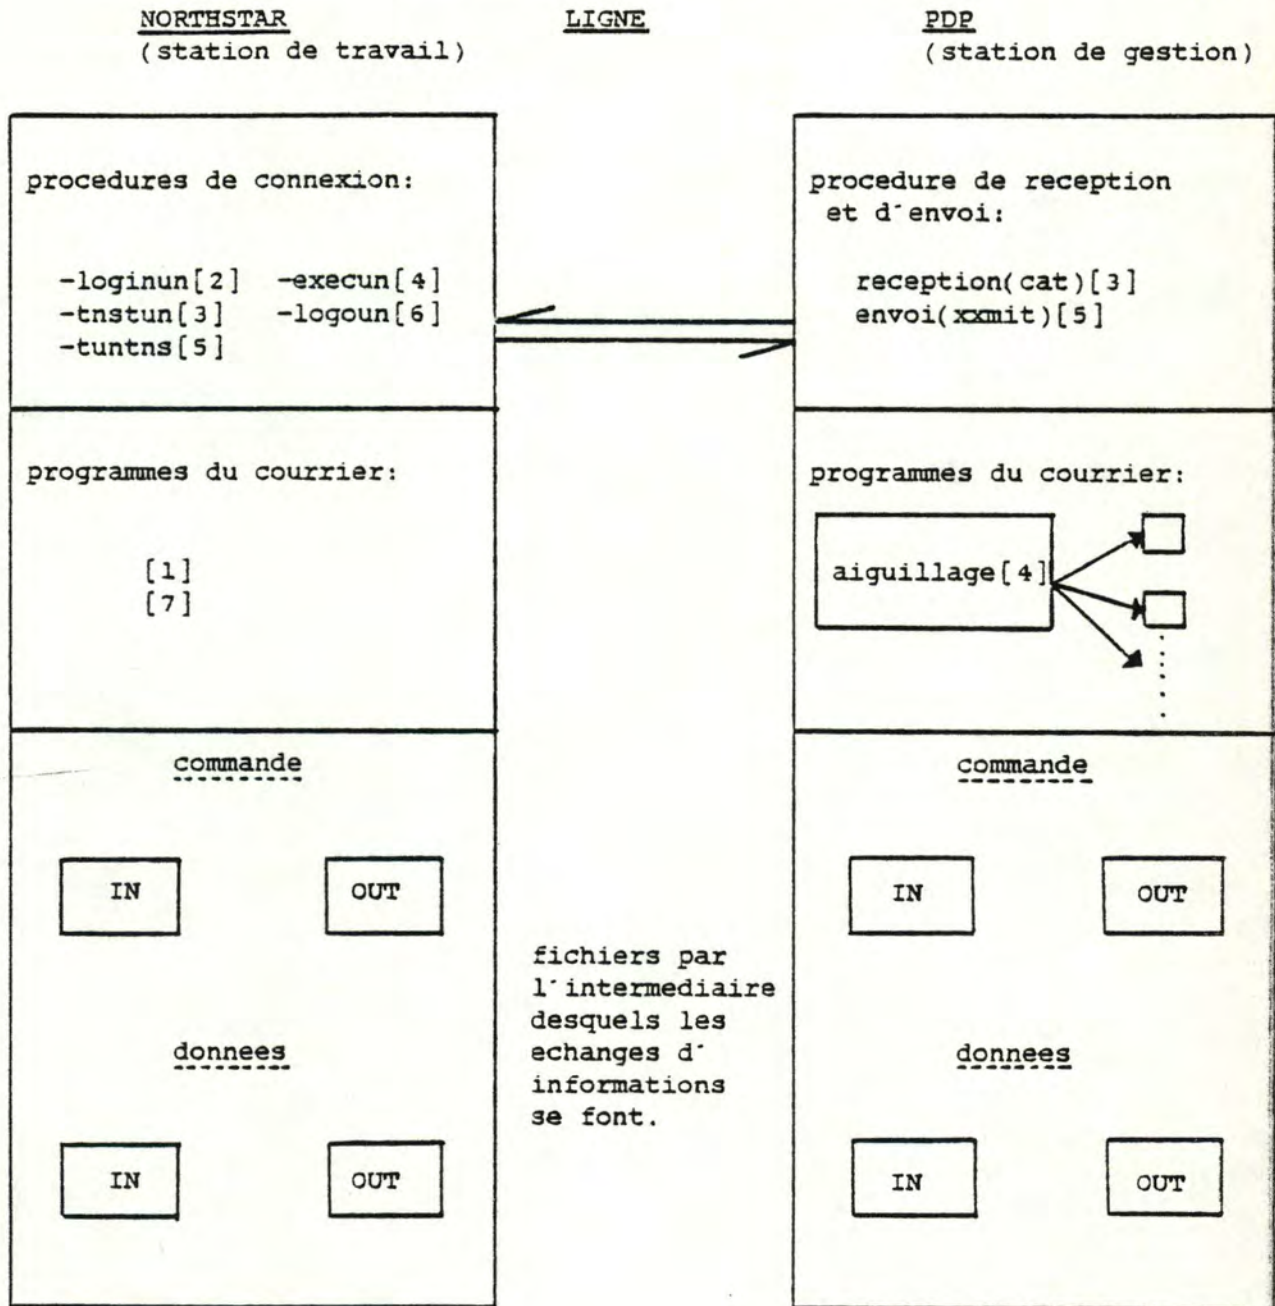 NORTHSTAR
(station de travail)
LIGNE
PDP
(station de gestion)
procedures de connexion:
-loginun[2] -execun[4]
-tnstun[3] -logoun[6]
-tuntns[5]
procedure de reception
et d'envoi:
reception(cat)[3]
envoi(xxmit)[5]
programmes du courrier:
[1]
[7]
programmes du courrier:
aiguillage[4]
commande
IN OUT
donnees
IN OUT
fichiers par
l'intermediaire
desquels les
echanges d'
informations
se font.
commande
IN OUT
donnees
IN OUT